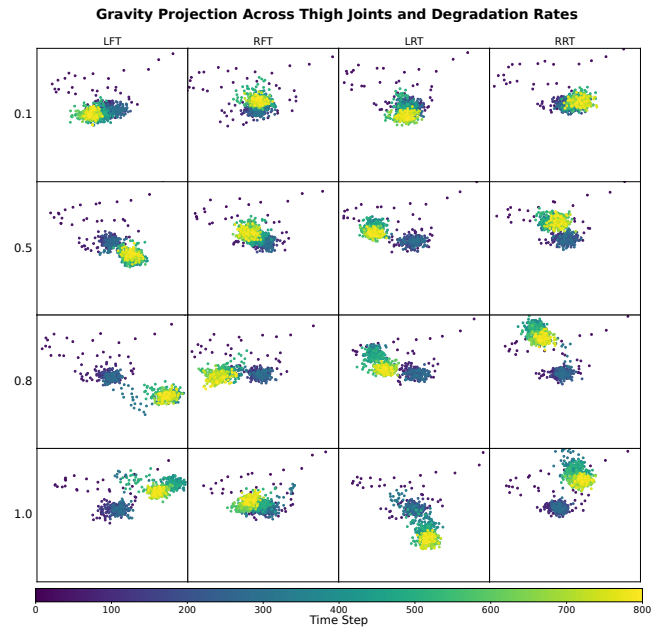 Gravity Projection Across Thigh Joints and Degradation Rates
LFT RFT LRT RRT
0.1
0.5
0.8
1.0
0 100 200 300 400 500 600 700 800
Time Step